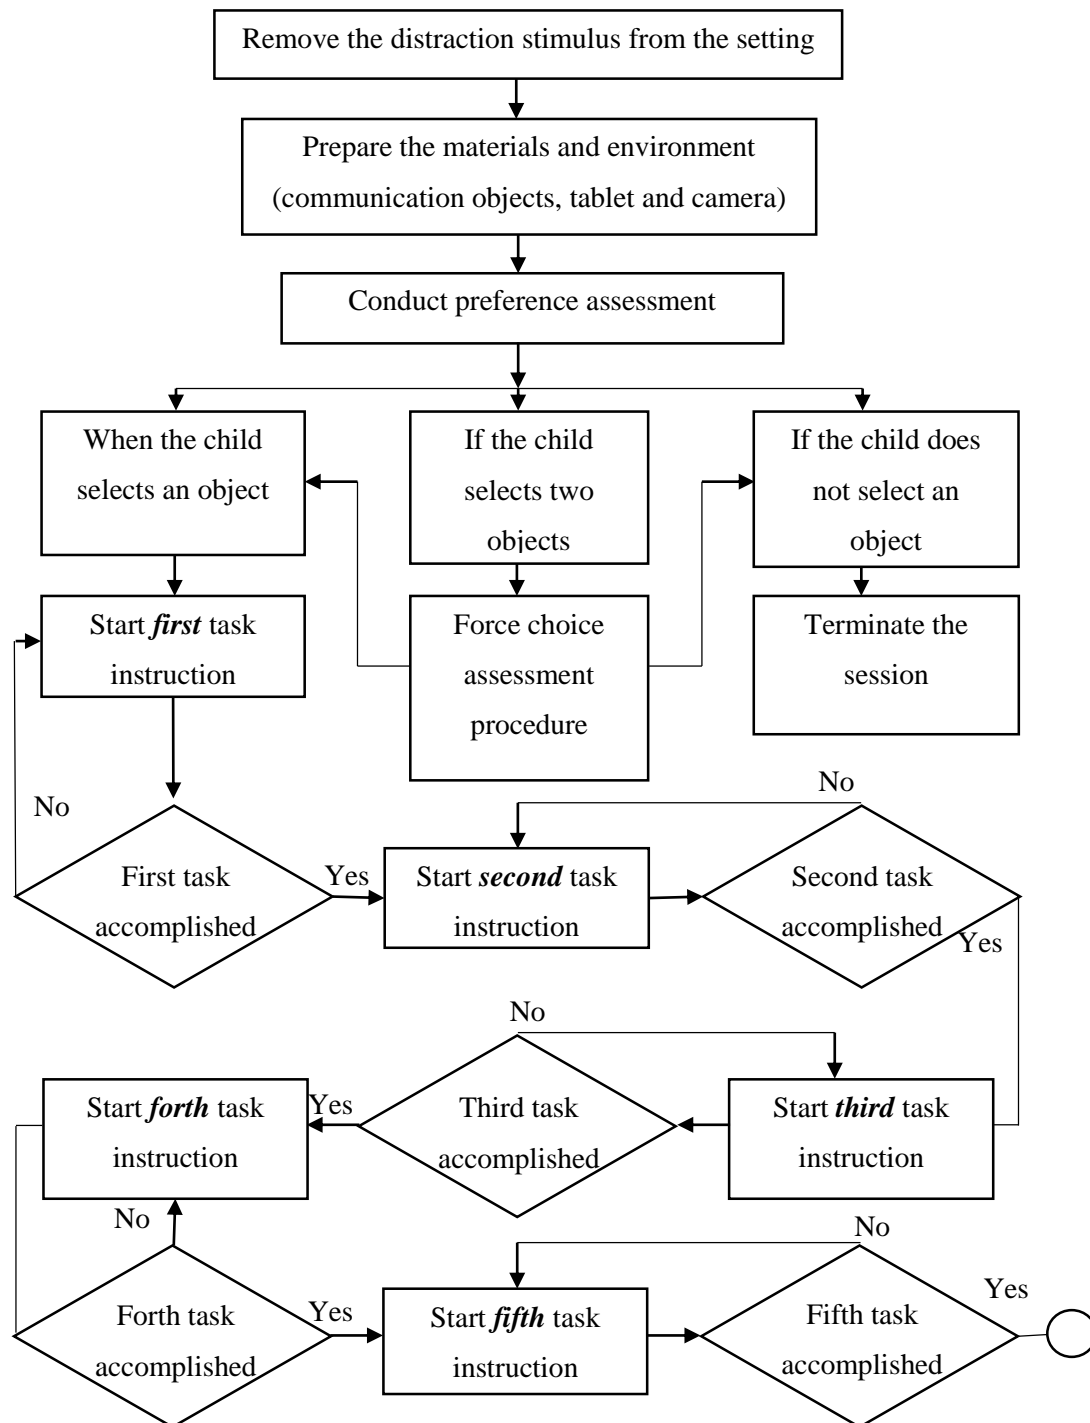 Remove the distraction stimulus from the setting
Prepare the materials and environment
(communication objects, tablet and camera)
Conduct preference assessment
When the child
selects an object
If the child
selects two
objects
If the child does
not select an
object
Start first task
instruction
Force choice
assessment
procedure
Terminate the
session
No
First task
accomplished
Yes
Start second task
instruction
No
Second task
accomplished
Yes
No
Start third task
instruction
Third task
accomplished
Yes
Start forth task
instruction
No
Forth task
accomplished
Yes
Start fifth task
instruction
No
Fifth task
accomplished
Yes